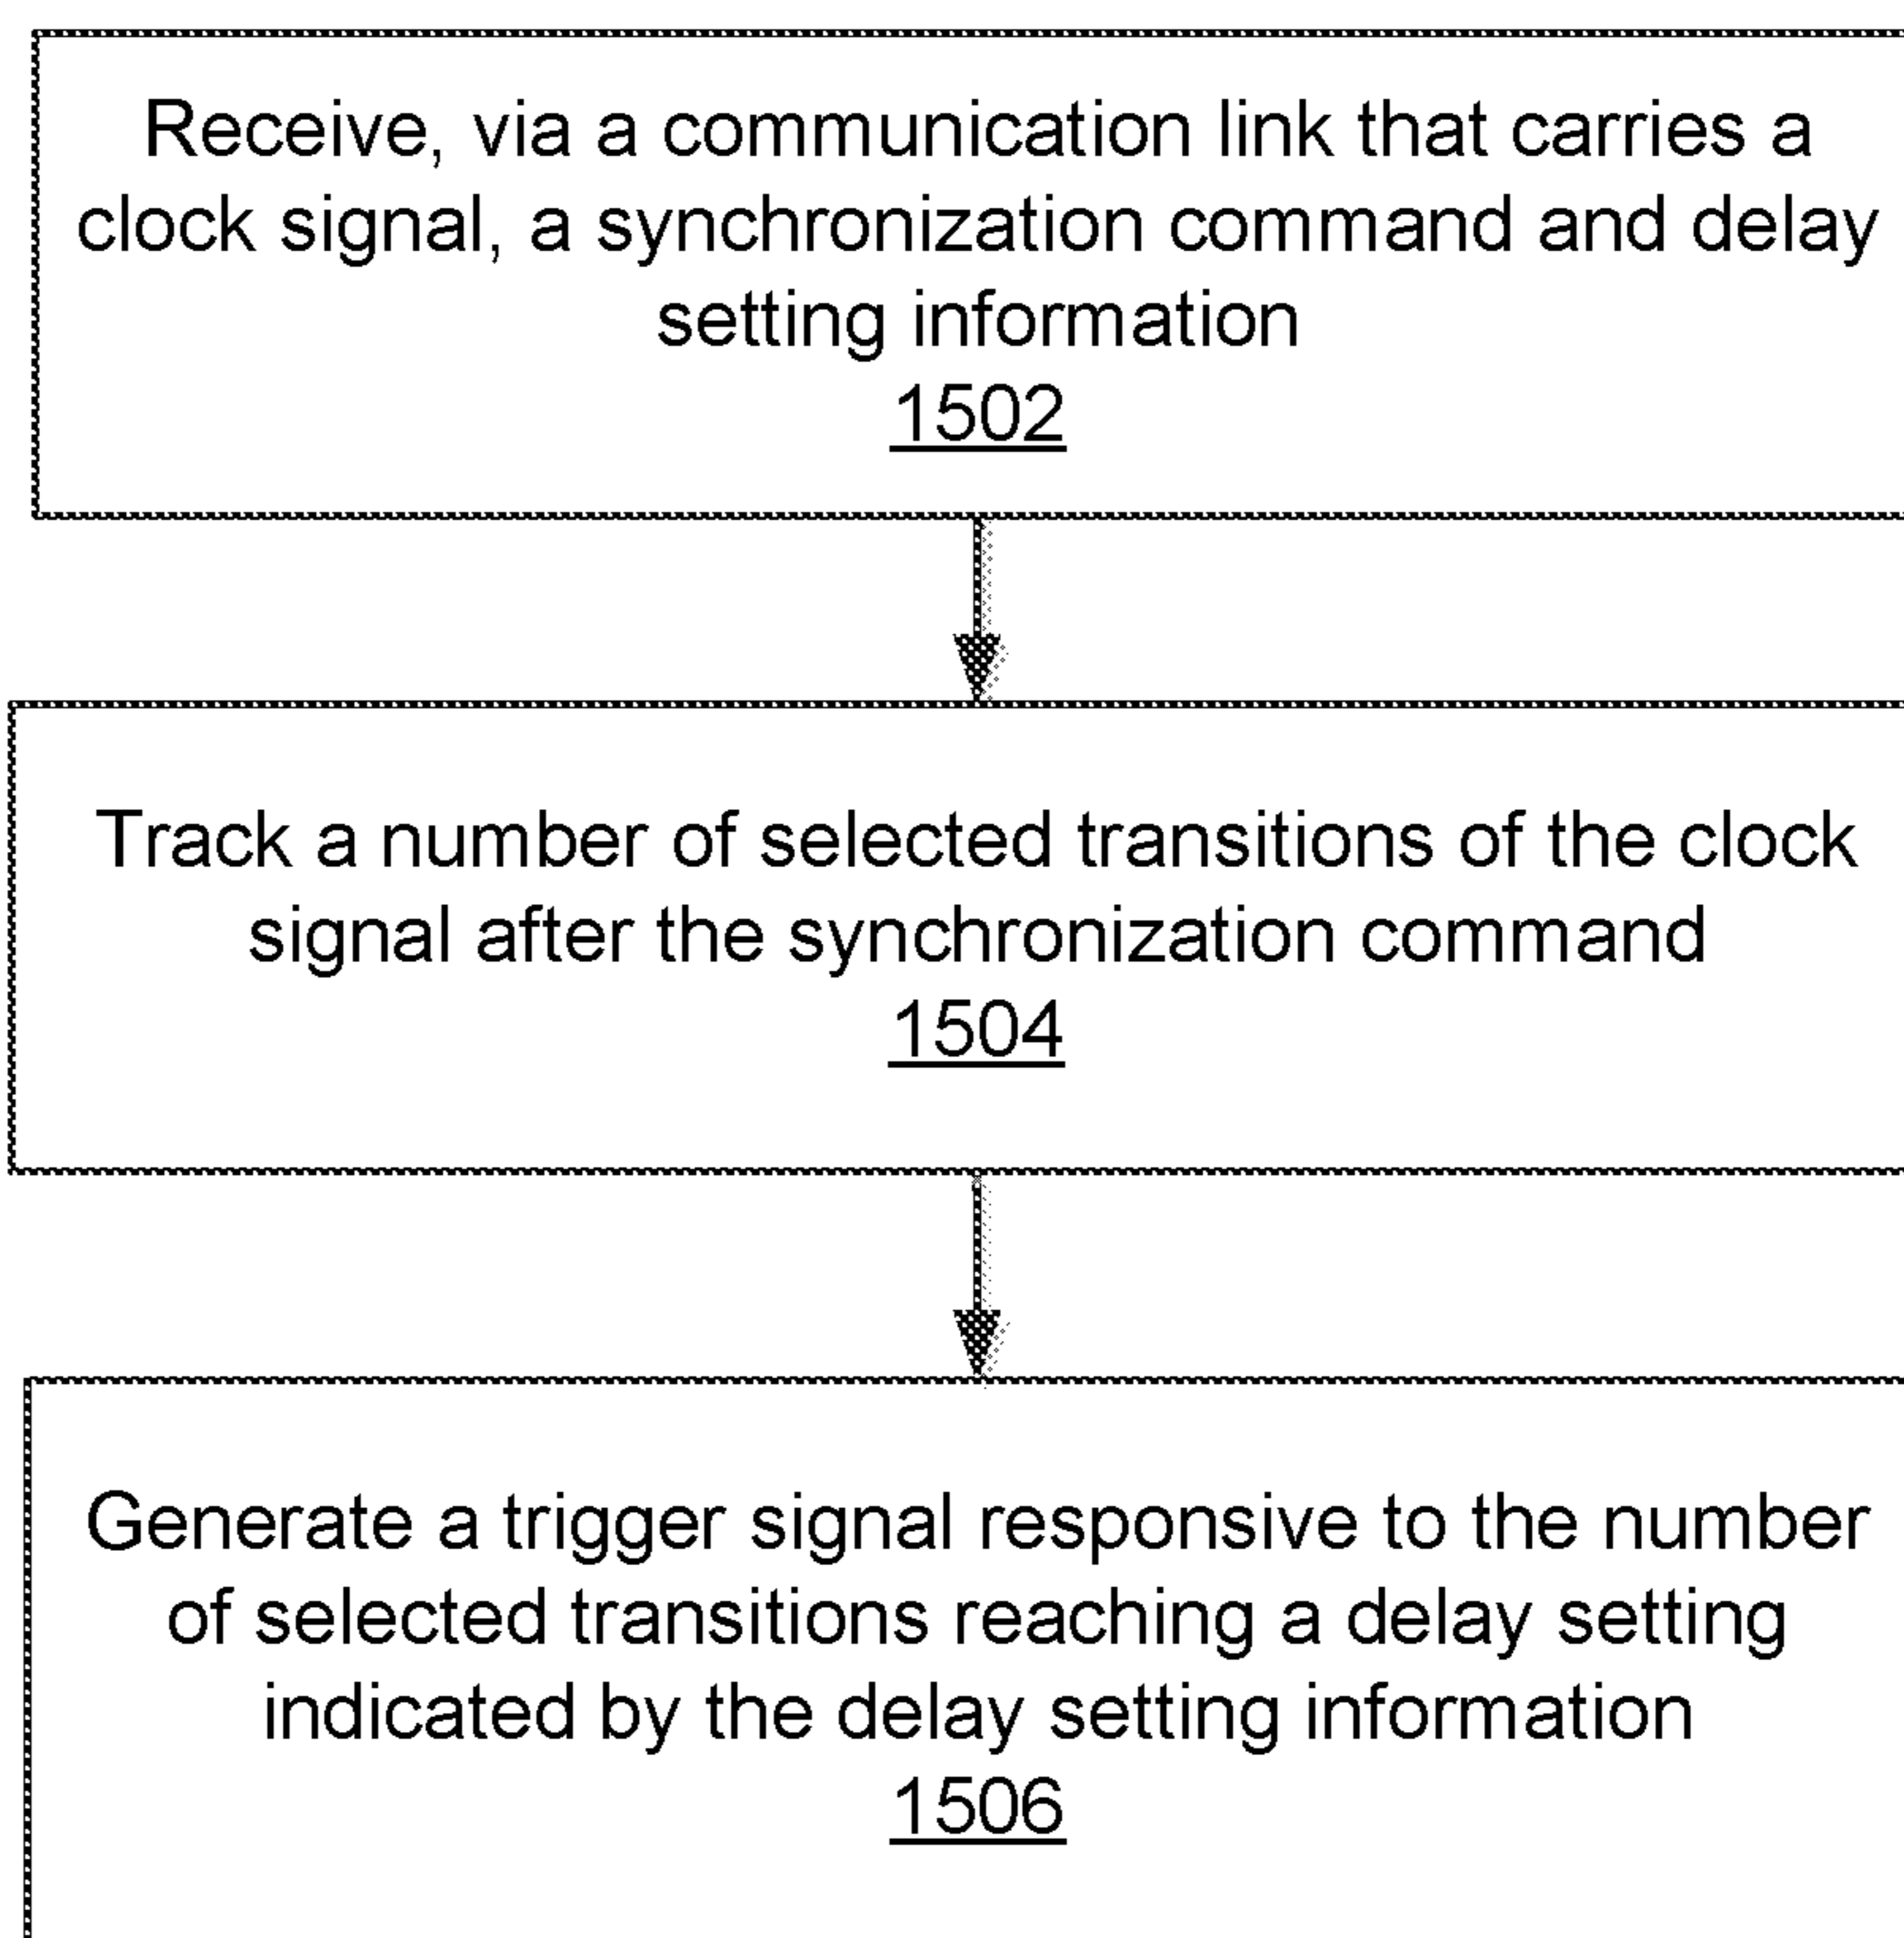 Receive, via a communication link that carries a
clock signal, a synchronization command and delay
setting information
1502
Track a number of selected transitions of the clock
signal after the synchronization command
1504
Generate a trigger signal responsive to the number
of selected transitions reaching a delay setting
indicated by the delay setting information
1506